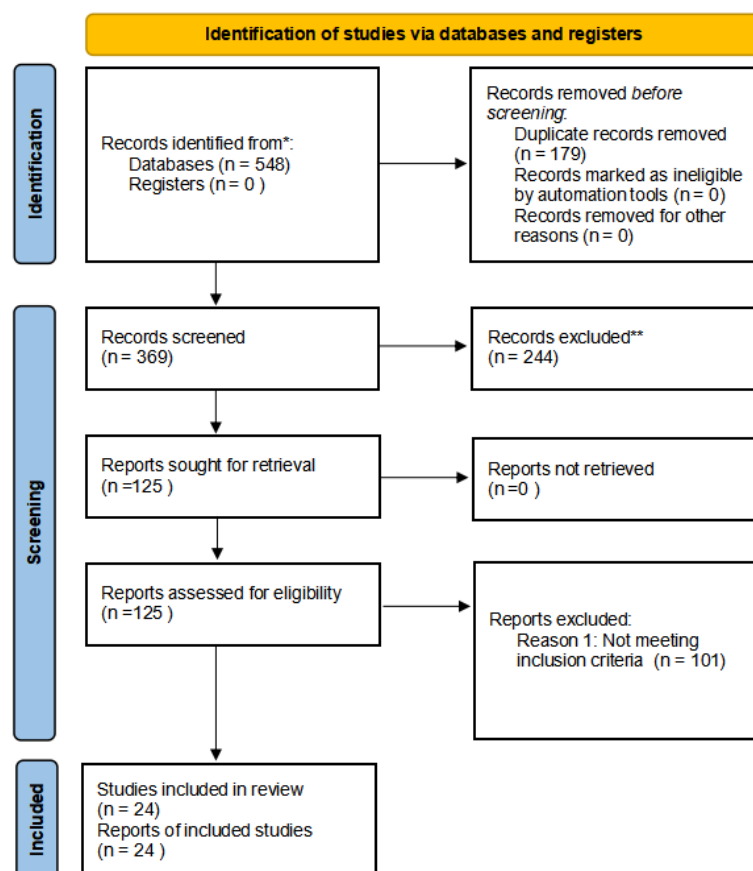 Identification of studies via databases and registers
Identification
Records identified from*:
Databases (n = 548)
Registers (n = 0 )
Records removed before
screening:
Duplicate records removed
(n = 179)
Records marked as ineligible
by automation tools (n = 0)
Records removed for other
reasons (n = 0)
Screening
Records screened
(n = 369)
Records excluded**
(n = 244)
Reports sought for retrieval
(n =125 )
Reports not retrieved
(n =0 )
Reports assessed for eligibility
(n =125 )
Reports excluded:
Reason 1: Not meeting
inclusion criteria (n = 101)
Included
Studies included in review
(n = 24)
Reports of included studies
(n = 24 )